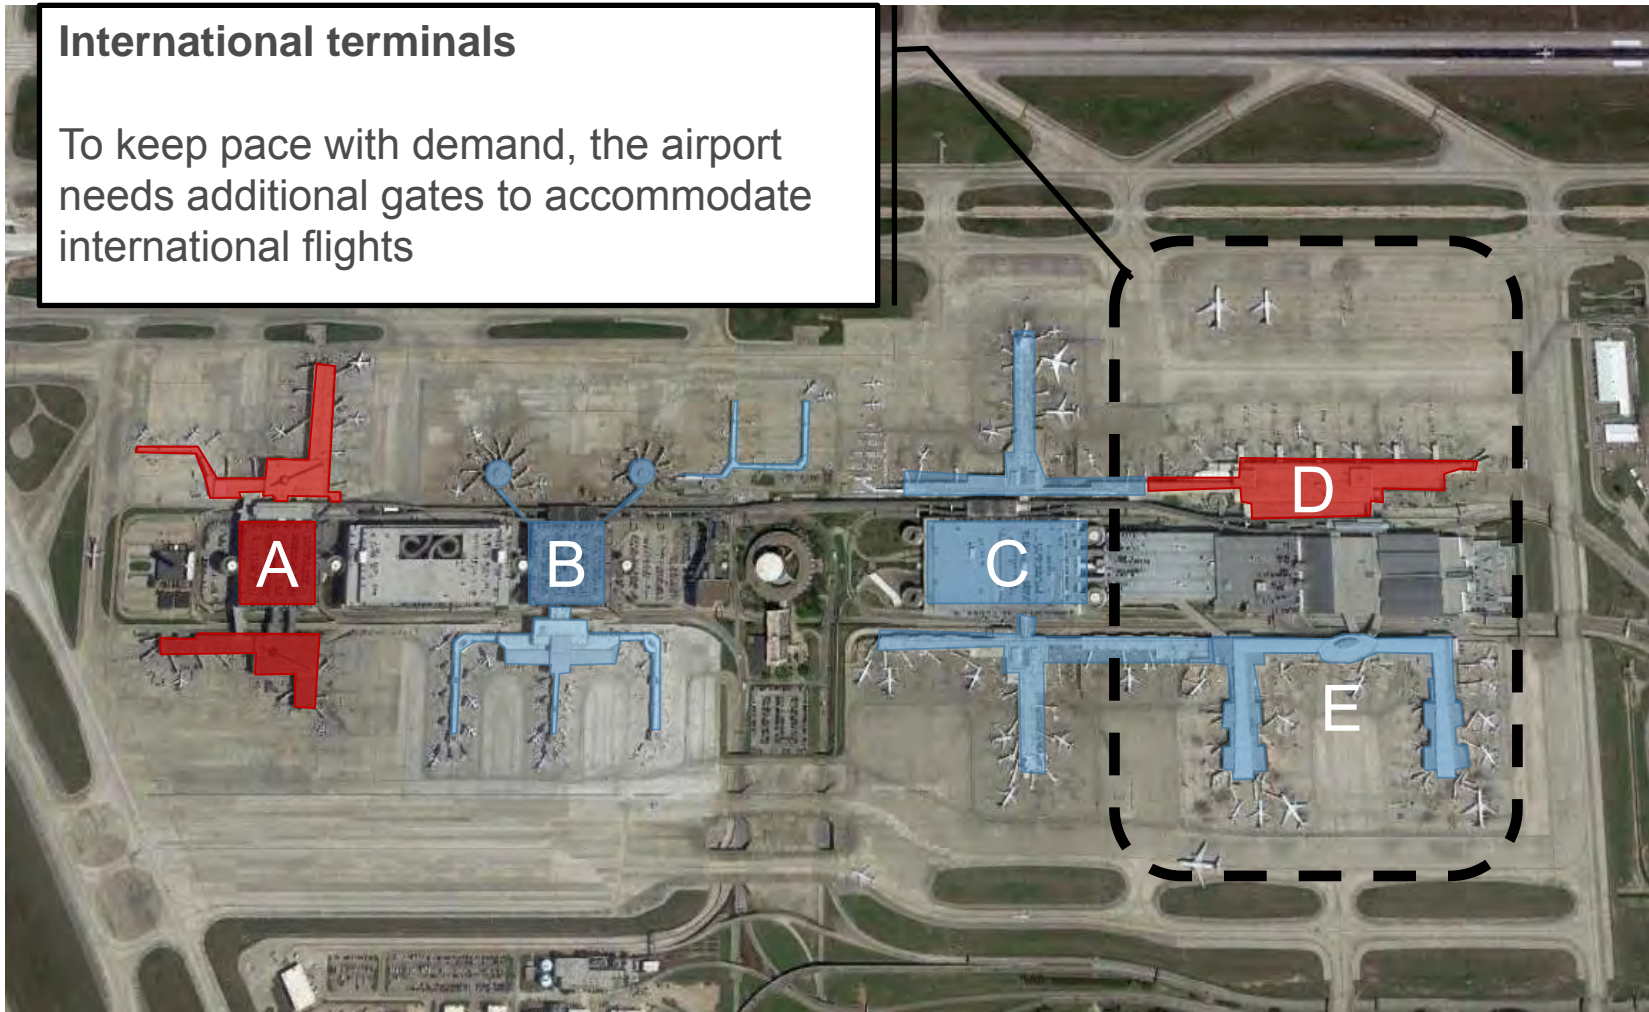 International terminals
To keep pace with demand, the airport
needs additional gates to accommodate
international flights
A
B
C
D
E